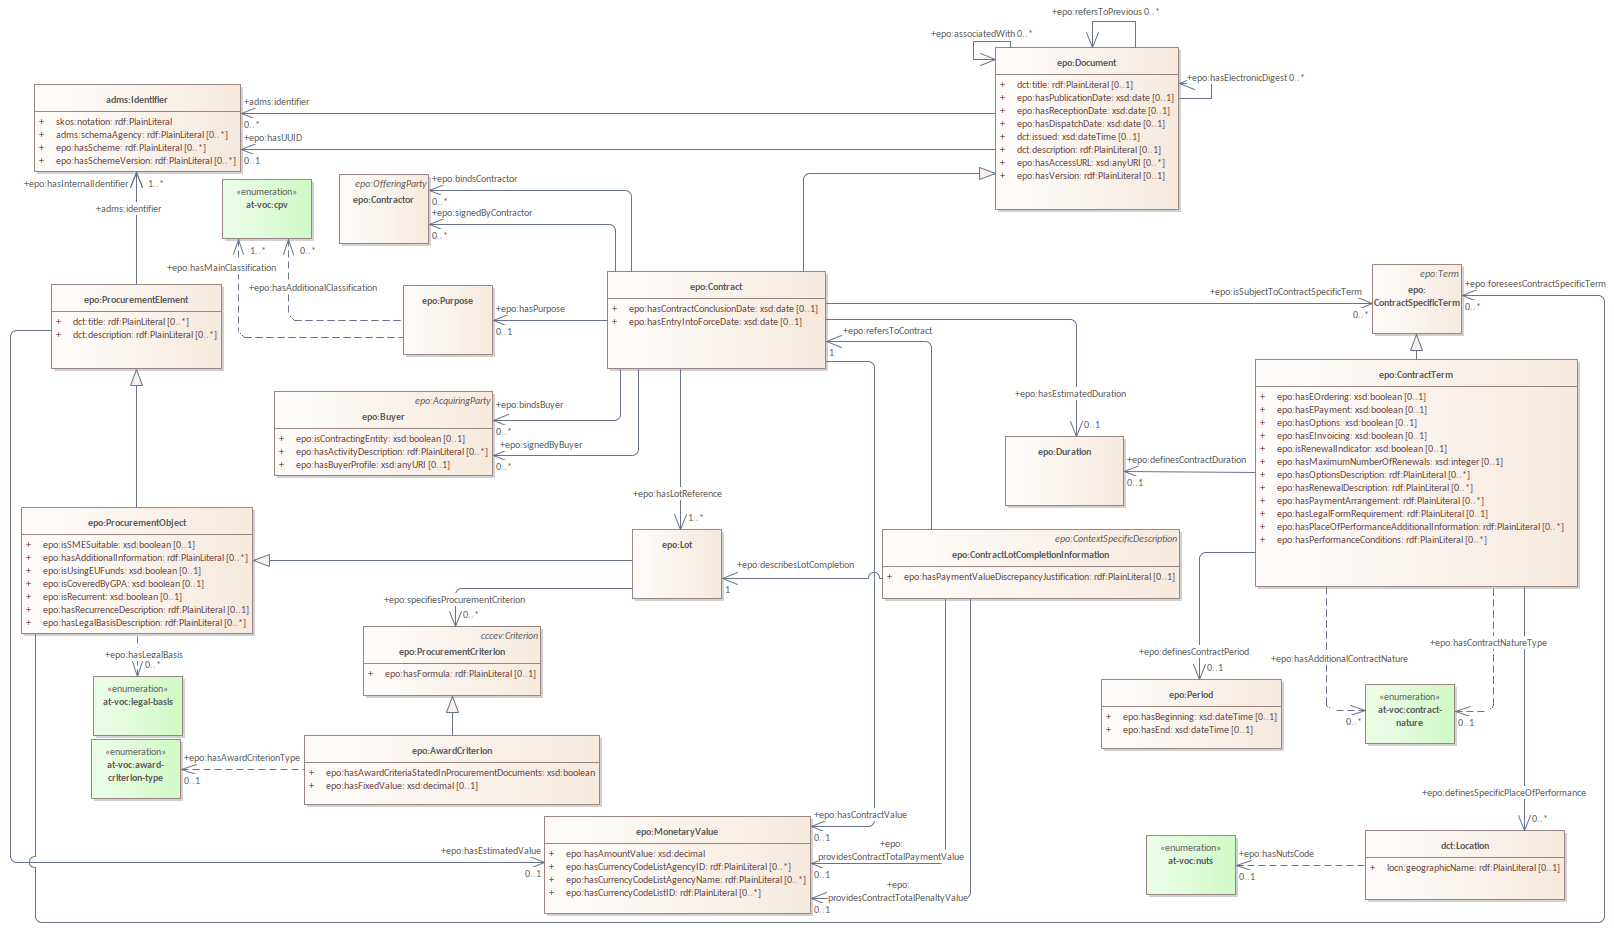 +epo:refersToPrevious 0..*
+epo:associatedWith 0..*
epo:Document
+ dct:title: rdf:PlainLiteral [0..1]
+ epo:hasPublicationDate: xsd:date [0..1]
+ epo:hasReceptionDate: xsd:date [0..1]
+ epo:hasDispatchDate: xsd:date [0..1]
+ dct:issued: xsd:dateTime [0..1]
+ dct:description: rdf:PlainLiteral [0..1]
+ epo:hasAccessURL: xsd:anyURI [0..*]
+ epo:hasVersion: rdf:PlainLiteral [0..1]
+epo:hasElectronicDigest 0..*
adms:Identifier
+ skos:notation: rdf:PlainLiteral
+ adms:schemaAgency: rdf:PlainLiteral [0..*]
+ epo:hasScheme: rdf:PlainLiteral [0..*]
+ epo:hasSchemeVersion: rdf:PlainLiteral [0..*]
+adms:identifier
0..*
+epo:hasUUID
0..1
+epo:hasInternalIdentifier 1..*
+adms:identifier
«enumeration»
at-voc:cpv
1..*
0..*
+epo:hasMainClassification
+epo:hasAdditionalClassification
epo:OfferingParty
epo:Contractor
+epo:bindsContractor
0..*
+epo:signedByContractor
0..*
epo:ProcurementElement
+ dct:title: rdf:PlainLiteral [0..*]
+ dct:description: rdf:PlainLiteral [0..*]
epo:Purpose
+epo:hasPurpose
0..1
epo:Contract
+ epo:hasContractConclusionDate: xsd:date [0..1]
+ epo:hasEntryIntoForceDate: xsd:date [0..1]
+epo:refersToContract
1
+epo:isSubjectToContractSpecificTerm
0..*
epo:Term
epo:
ContractSpecificTerm
+epo:foreseesContractSpecificTerm
0..*
epo:AcquiringParty
epo:Buyer
+ epo:isContractingEntity: xsd:boolean [0..1]
+ epo:hasActivityDescription: rdf:PlainLiteral [0..*]
+ epo:hasBuyerProfile: xsd:anyURI [0..1]
+epo:bindsBuyer
0..*
+epo:signedByBuyer
0..*
+epo:hasEstimatedDuration
0..1
epo:Duration
+epo:definesContractDuration
0..1
epo:ContractTerm
+ epo:hasEOrdering: xsd:boolean [0..1]
+ epo:hasEPayment: xsd:boolean [0..1]
+ epo:hasOptions: xsd:boolean [0..1]
+ epo:hasEInvoicing: xsd:boolean [0..1]
+ epo:isRenewalIndicator: xsd:boolean [0..1]
+ epo:hasMaximumNumberOfRenewals: xsd:integer [0..1]
+ epo:hasOptionsDescription: rdf:PlainLiteral [0..*]
+ epo:hasRenewalDescription: rdf:PlainLiteral [0..*]
+ epo:hasPaymentArrangement: rdf:PlainLiteral [0..*]
+ epo:hasLegalFormRequirement: rdf:PlainLiteral [0..1]
+ epo:hasPlaceOfPerformanceAdditionalInformation: rdf:PlainLiteral [0..*]
+ epo:hasPerformanceConditions: rdf:PlainLiteral [0..*]
+epo:hasLotReference
1..*
epo:ProcurementObject
+ epo:isSMESuitable: xsd:boolean [0..1]
+ epo:hasAdditionalInformation: rdf:PlainLiteral [0..*]
+ epo:isUsingEUFunds: xsd:boolean [0..1]
+ epo:isCoveredByGPA: xsd:boolean [0..1]
+ epo:isRecurrent: xsd:boolean [0..1]
+ epo:hasRecurrenceDescription: rdf:PlainLiteral [0..1]
+ epo:hasLegalBasisDescription: rdf:PlainLiteral [0..*]
epo:Lot
epo:ContextSpecificDescription
epo:ContractLotCompletionInformation
+ epo:hasPaymentValueDiscrepancyJustification: rdf:PlainLiteral [0..1]
+epo:describesLotCompletion
1
+epo:specifiesProcurementCriterion
0..*
cccev:Criterion
epo:ProcurementCriterion
+ epo:hasFormula: rdf:PlainLiteral [0..1]
+epo:hasLegalBasis
0..*
«enumeration»
at-voc:legal-basis
+epo:definesContractPeriod
0..1
epo:Period
+ epo:hasBeginning: xsd:dateTime [0..1]
+ epo:hasEnd: xsd:dateTime [0..1]
+epo:hasContractNatureType
+epo:hasAdditionalContractNature
«enumeration»
at-voc:contract-
nature
0..*
0..1
«enumeration»
at-voc:award-
criterion-type
+epo:hasAwardCriterionType
0..1
epo:AwardCriterion
+ epo:hasAwardCriteriaStatedInProcurementDocuments: xsd:boolean
+ epo:hasFixedValue: xsd:decimal [0..1]
+epo:definesSpecificPlaceOfPerformance
0..*
epo:MonetaryValue
+ epo:hasAmountValue: xsd:decimal
+ epo:hasCurrencyCodeListAgencyID: rdf:PlainLiteral [0..*]
+ epo:hasCurrencyCodeListAgencyName: rdf:PlainLiteral [0..*]
+ epo:hasCurrencyCodeListID: rdf:PlainLiteral [0..*]
+epo:hasContractValue
0..1
+epo:
providesContractTotalPaymentValue
0..1
+epo:
providesContractTotalPenaltyValue
0..1
+epo:hasEstimatedValue
0..1
«enumeration»
at-voc:nuts
+epo:hasNutsCode
0..1
dct:Location
+ locn:geographicName: rdf:PlainLiteral [0..1]